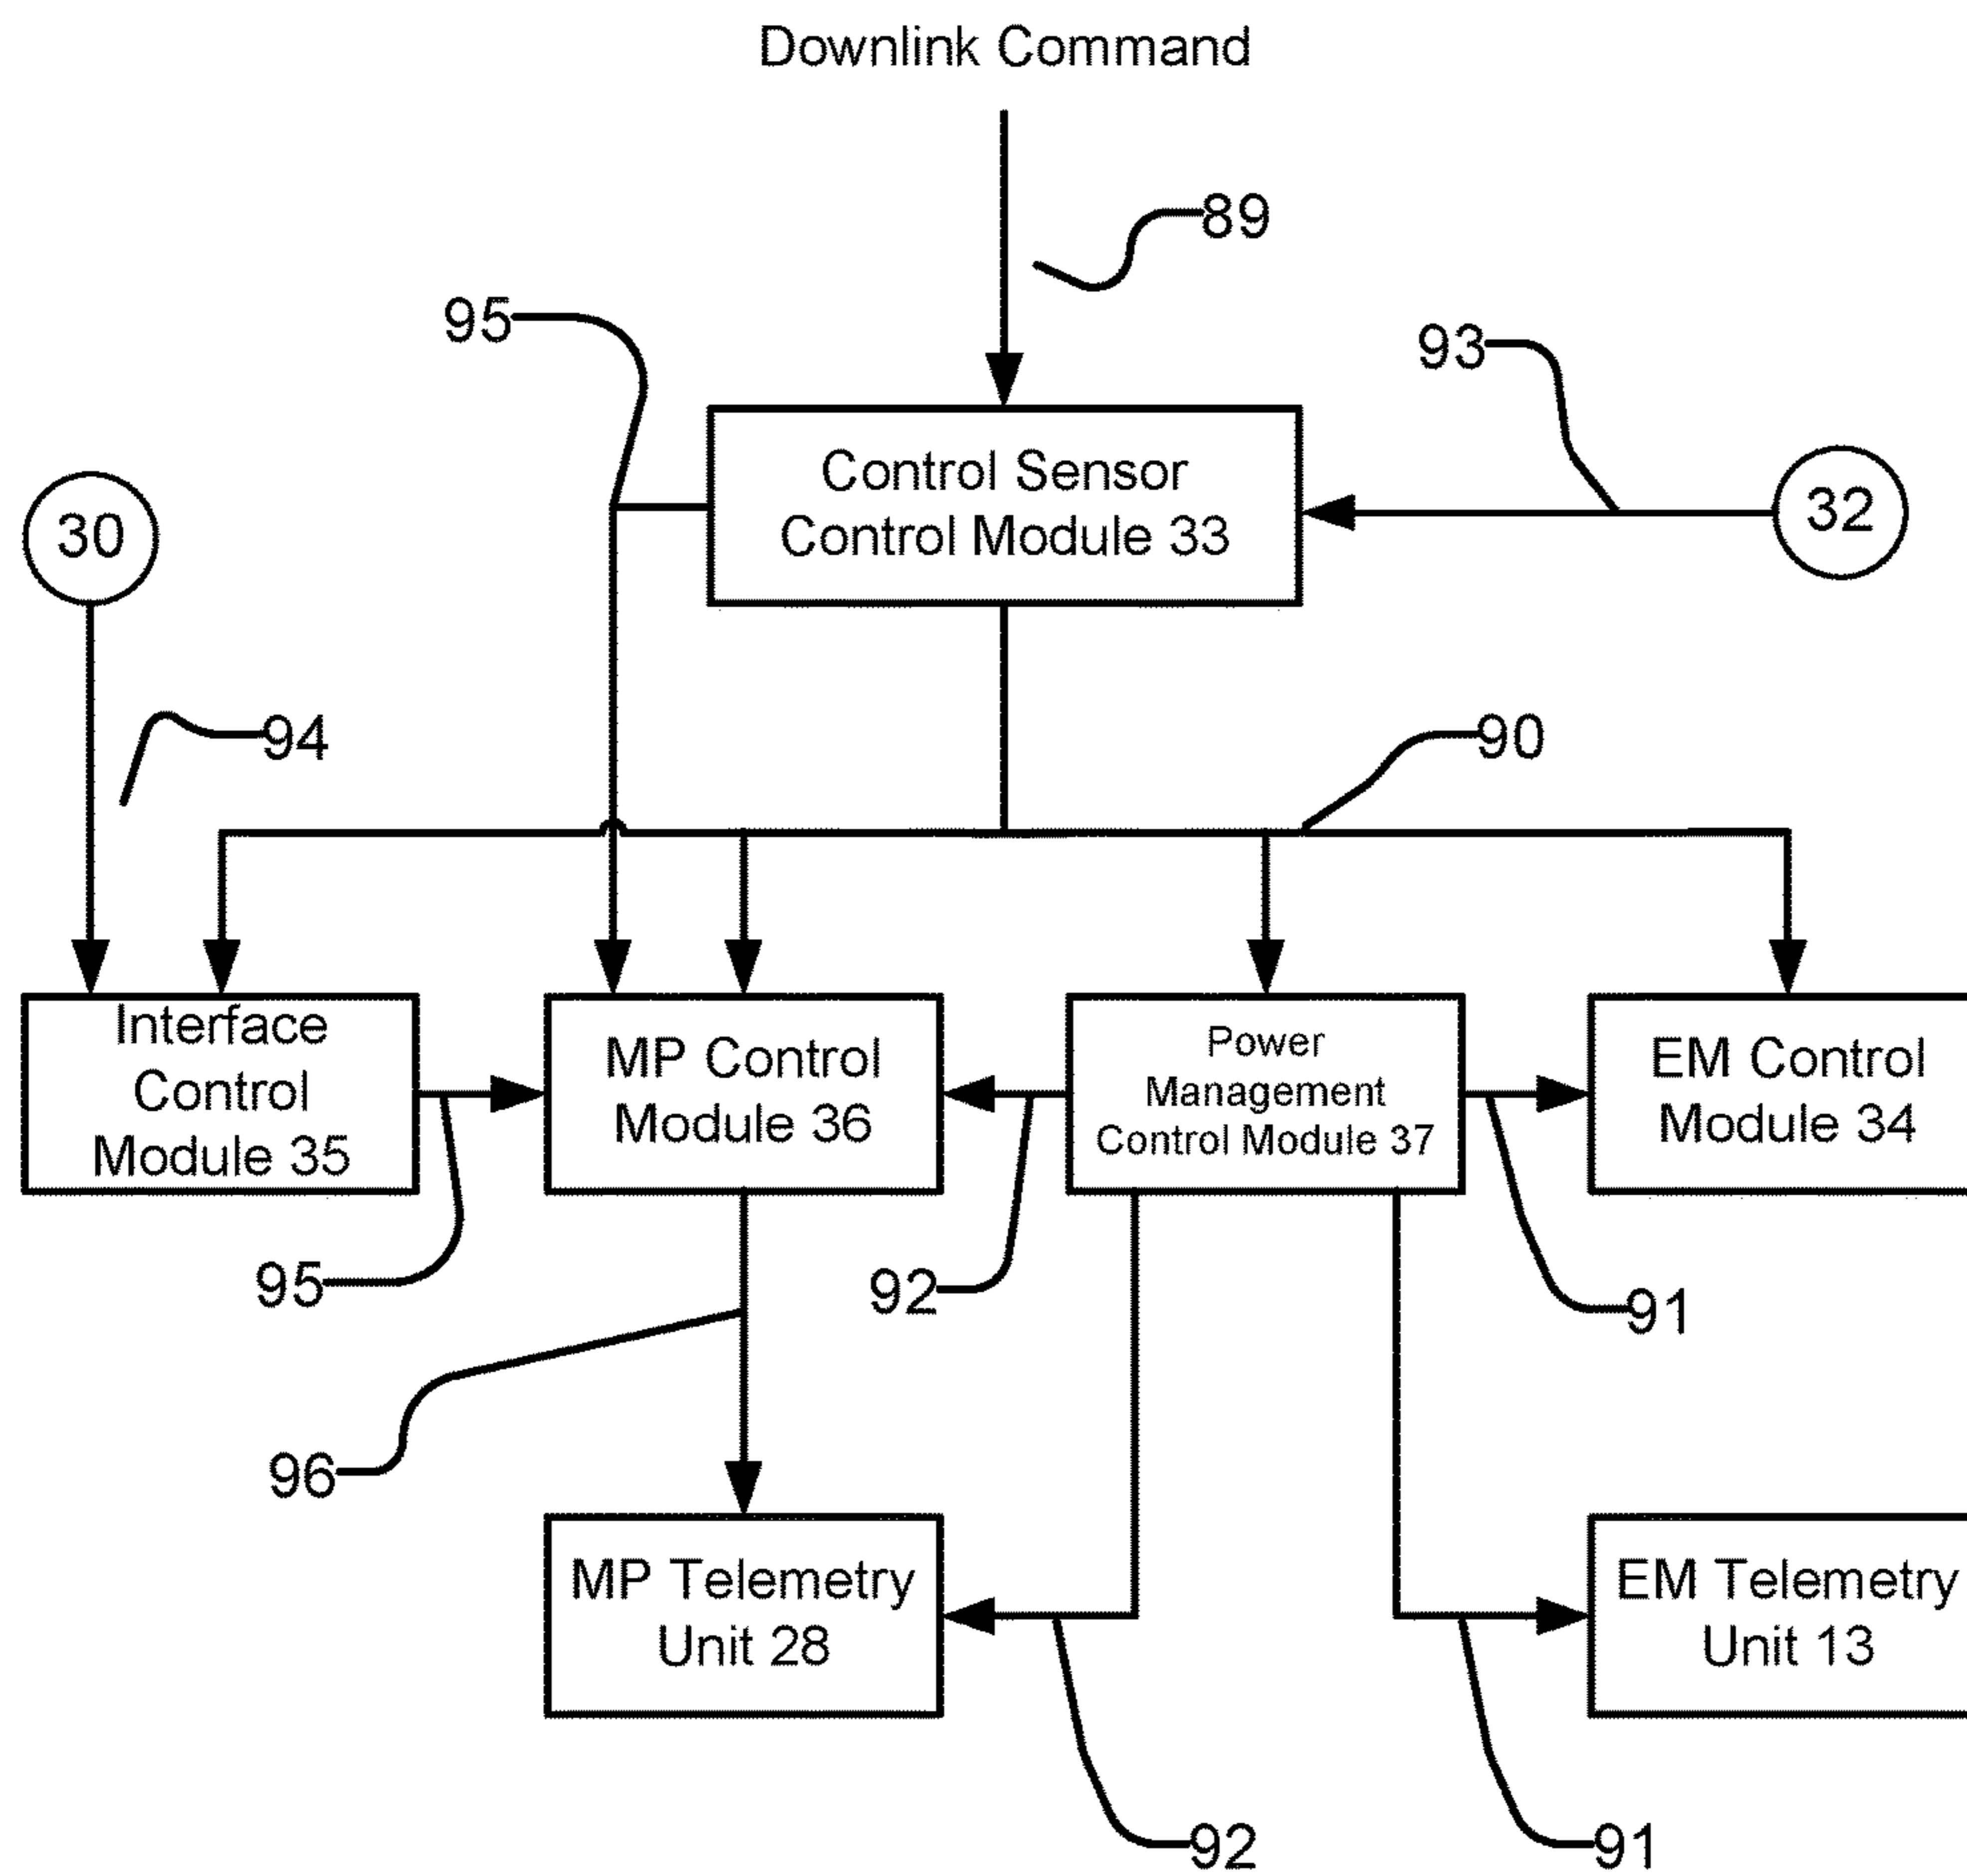 Downlink Command
89
95
93
Control Sensor
Control Module 33
30
32
94
90
Interface
Control
Module 35
MP Control
Module 36
Power
Management
Control Module 37
EM Control
Module 34
95
92
91
96
MP Telemetry
Unit 28
EM Telemetry
Unit 13
92
91